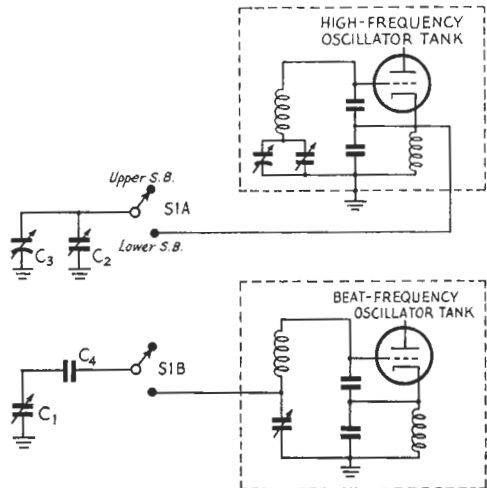 HIGH-FREQUENCY
OSCILLATOR TANK
Upper S.B.
S1A
Lower S.B.
C3
C2
BEAT-FREQUENCY
OSCILLATOR TANK
C4
S1B
C1